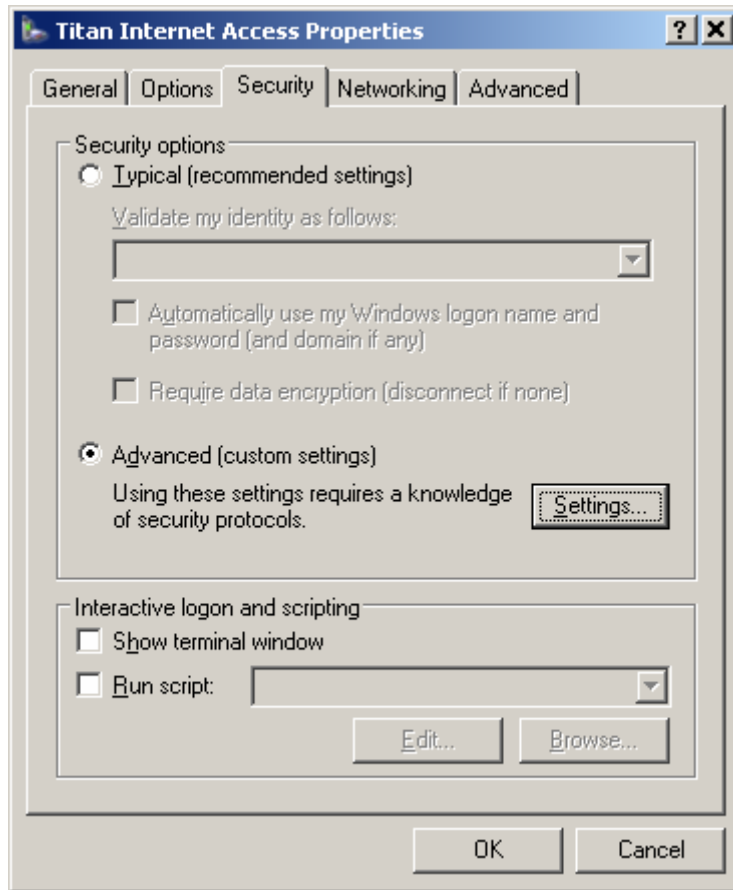 Titan Internet Access Properties
General Options Security Networking Advanced
Security options
Typical (recommended settings)
Validate my identity as follows:
Automatically use my Windows logon name and
password (and domain if any)
Require data encryption (disconnect if none)
Advanced (custom settings)
Using these settings requires a knowledge
of security protocols.
Settings...
Interactive logon and scripting
Show terminal window
Run script:
Edit... Browse...
OK Cancel